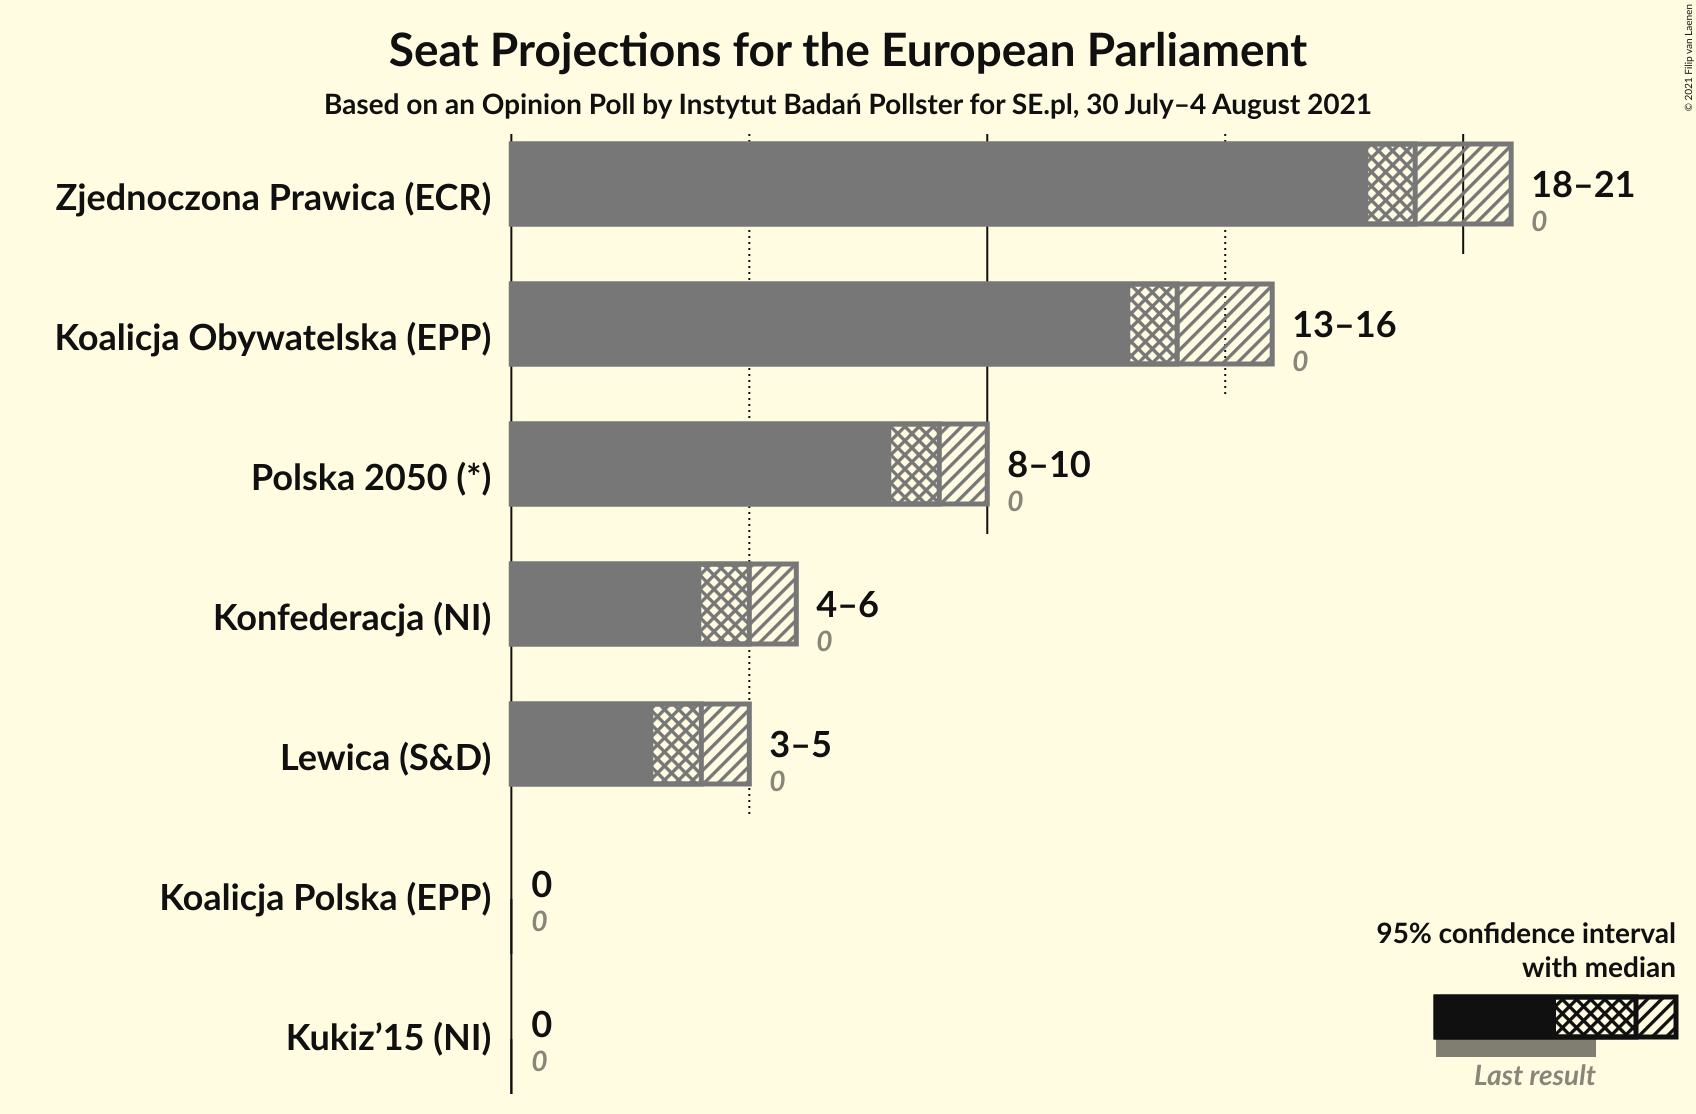 Seat Projections for the European Parliament
Based on an Opinion Poll by Instytut Badań Pollster for SE.pl, 30 July–4 August 2021
© 2021 Filip van Laenen
Zjednoczona Prawica (ECR)
18–21
0
Koalicja Obywatelska (EPP)
13–16
0
Polska 2050 (*)
8–10
0
Konfederacja (NI)
4–6
0
Lewica (S&D)
3–5
0
Koalicja Polska (EPP)
0
0
Kukiz’15 (NI)
0
0
95% confidence interval
with median
Last result